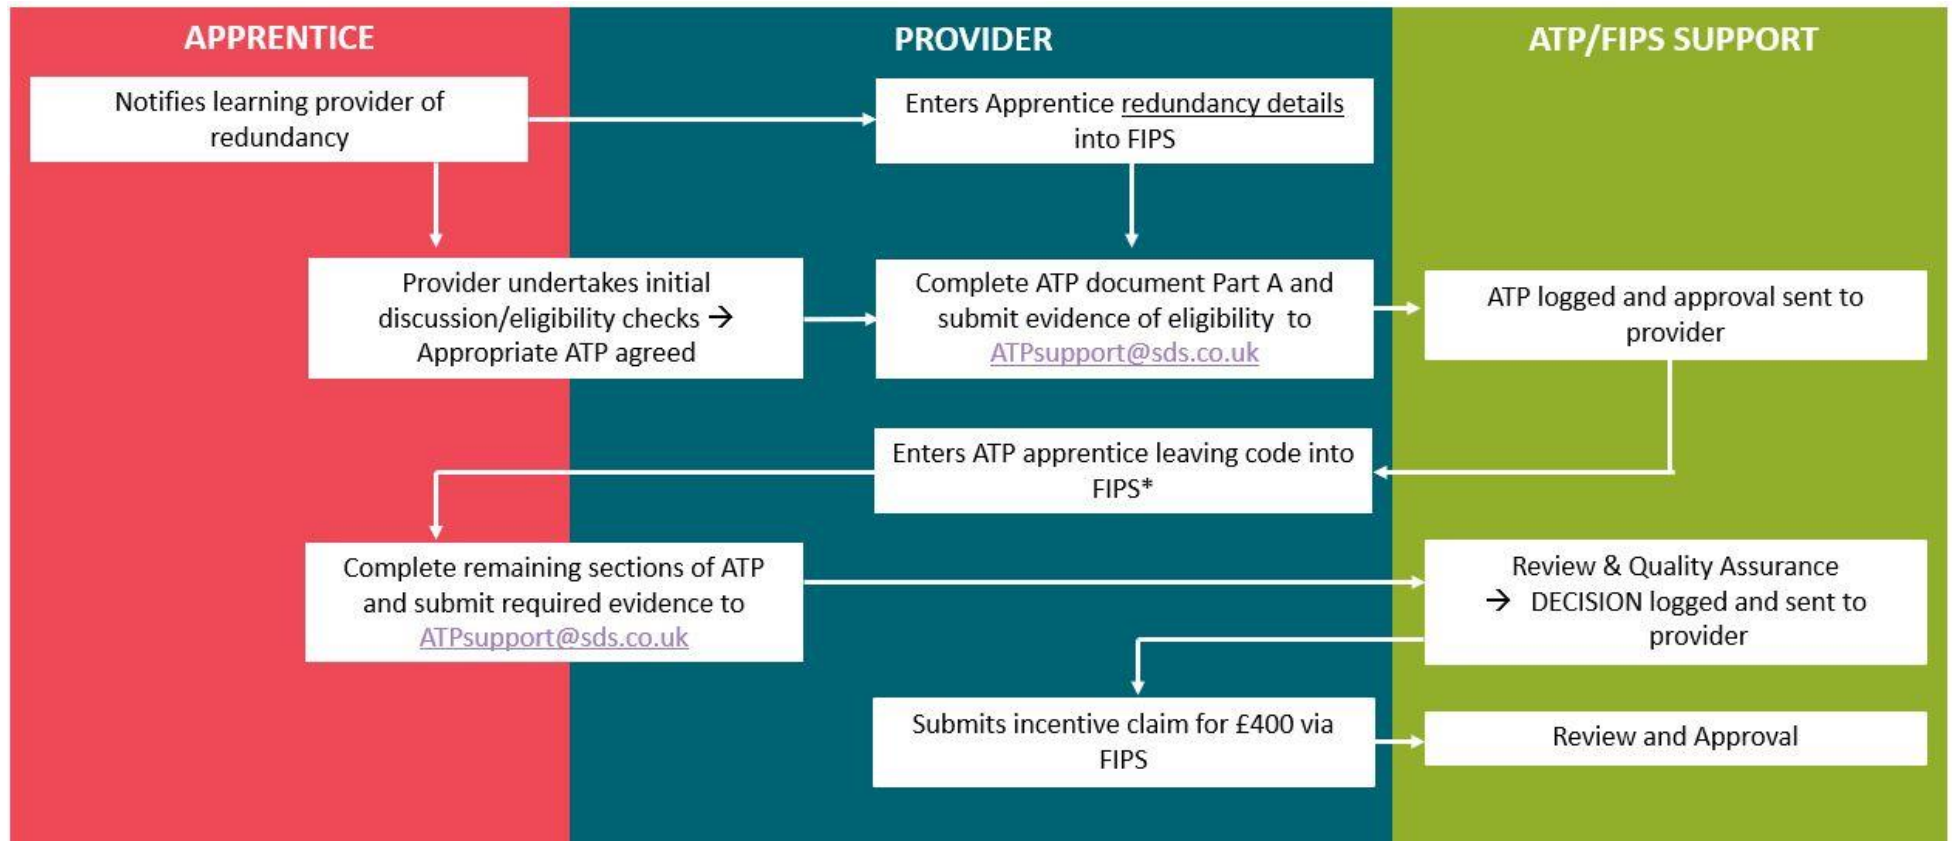 APPRENTICE
PROVIDER
ATP/FIPS SUPPORT
Notifies learning provider of
redundancy
Enters Apprentice redundancy details
into FIPS
Provider undertakes initial
discussion/eligibility checks →
Appropriate ATP agreed
Complete ATP document Part A and
submit evidence of eligibility to
ATPsupport@sds.co.uk
ATP logged and approval sent to
provider
Enters ATP apprentice leaving code into
FIPS*
Complete remaining sections of ATP
and submit required evidence to
ATPsupport@sds.co.uk
Review & Quality Assurance
→ DECISION logged and sent to
provider
Submits incentive claim for £400 via
FIPS
Review and Approval